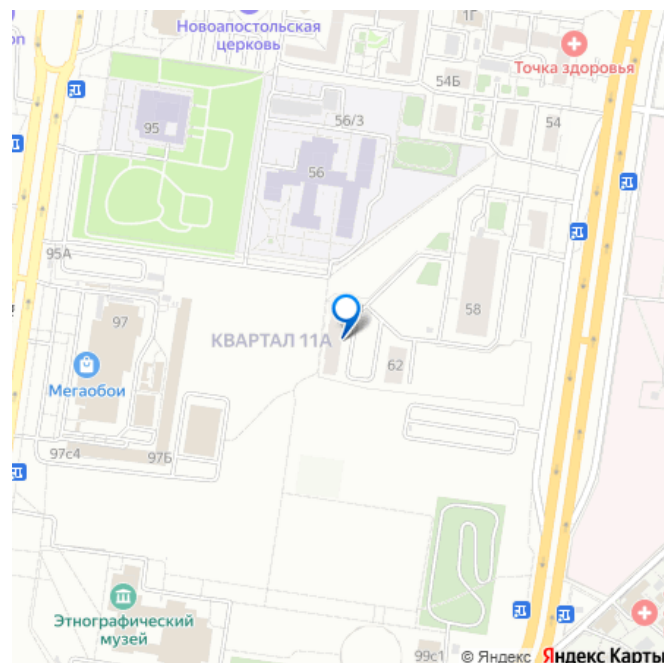 1Г
Новоапостольская
церковь
Точка здоровья
54Б
56/3
54
95
56
95А
58
97
КВАРТАЛ 11А
62
Мегаобои
97с4
97Б
Этнографический
музей
99с1
© Яндекс Яндекс Карты